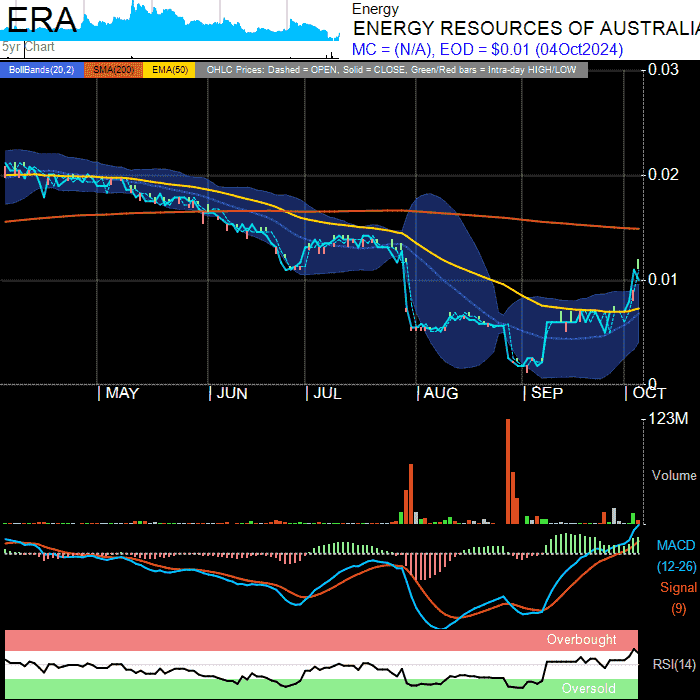 ERA
5yr Chart
Energy
ENERGY RESOURCES OF AUSTRALIA
MC = (N/A), EOD = $0.01 (04Oct2024)
BollBands(20,2) SMA(200) EMA(50) OHLC Prices: Dashed = OPEN, Solid = CLOSE, Green/Red bars = Intra-day HIGH/LOW
0.03
0.02
0.01
0
MAY JUN JUL AUG SEP OCT
123M
Volume
MACD
(12-26)
Signal
(9)
Overbought
RSI(14)
Oversold